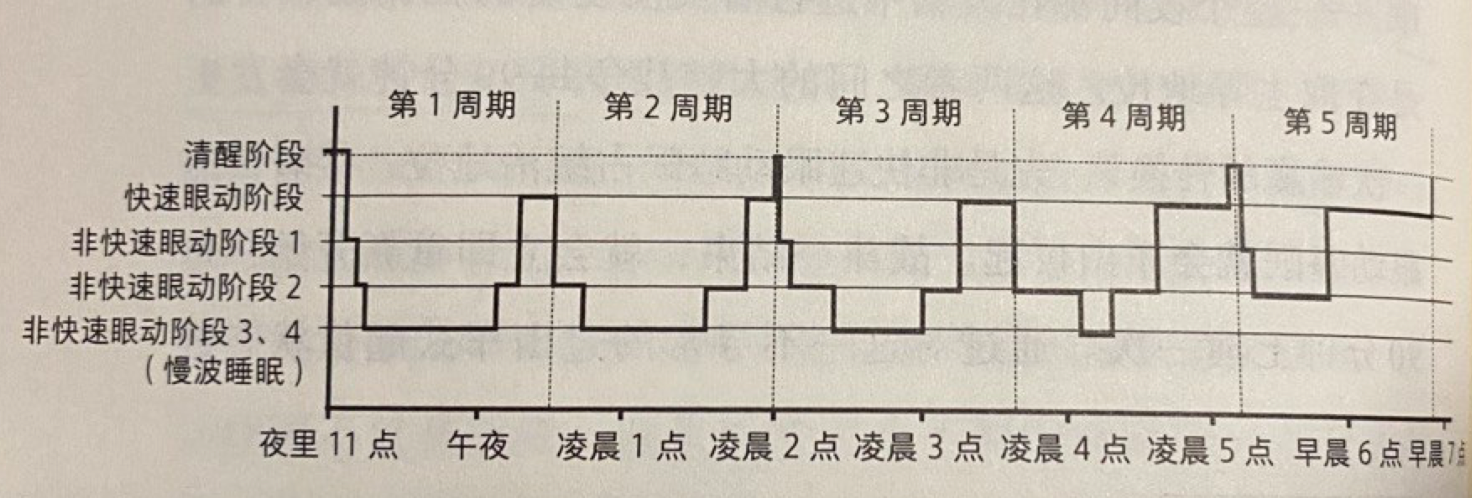 第1周期 第2周期 第3周期 第4周期 第5周期
清醒阶段
快速眼动阶段
非快速眼动阶段1
非快速眼动阶段2
非快速眼动阶段3、4
(慢波睡眠)
夜里11点 午夜 凌晨1点 凌晨2点 凌晨3点 凌晨4点 凌晨5点 早晨6点 早晨7点